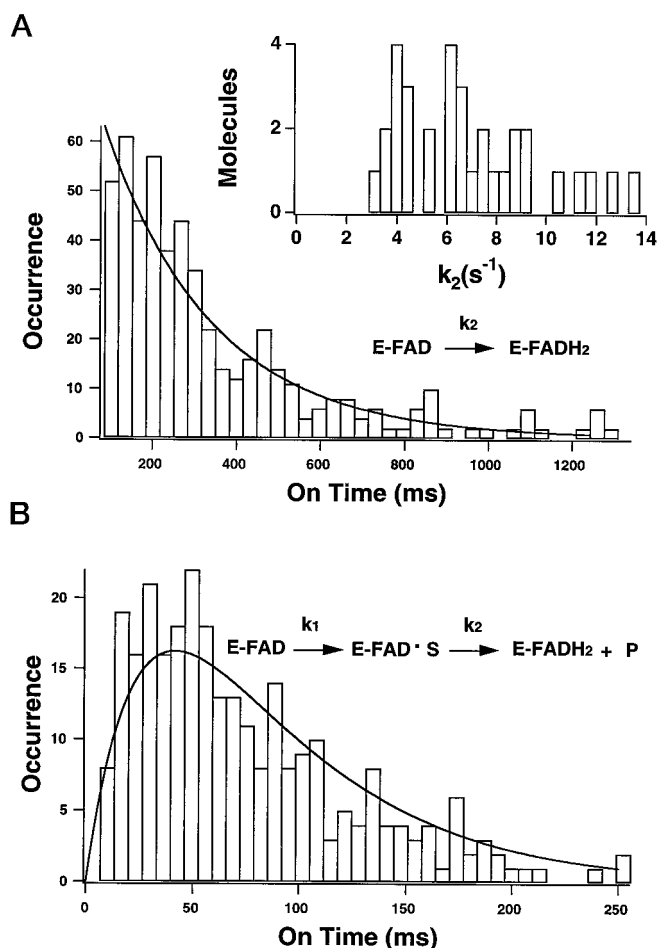 A
Molecules
4
2
0
0 2 4 6 8 10 12 14
k2(s-1)
Occurrence
60
50
40
30
20
10
0
k2
E-FAD → E-FADH2
200 400 600 800 1000 1200
On Time (ms)
B
Occurrence
20
15
10
5
0
k1 k2
E-FAD → E-FAD · S → E-FADH2 + P
0 50 100 150 200 250
On Time (ms)